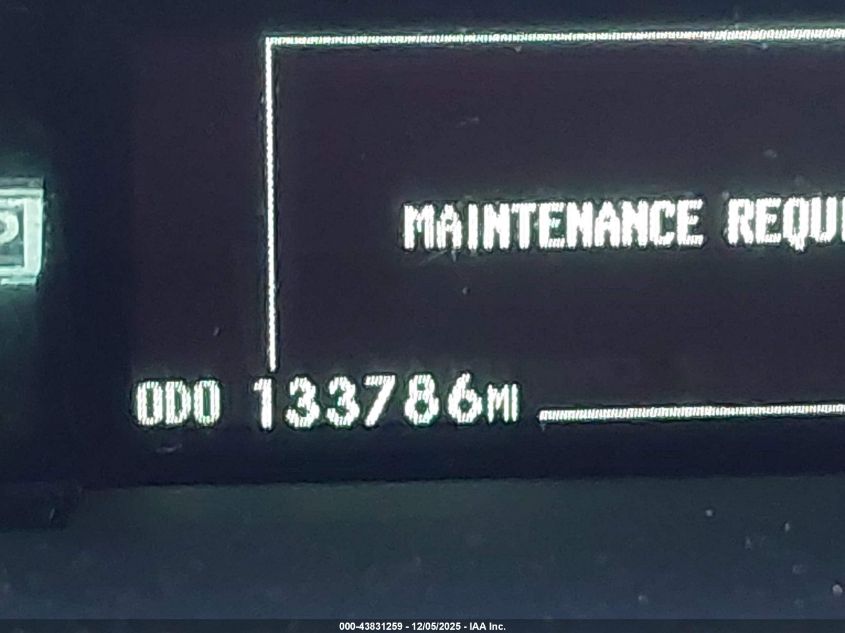 MAINTENANCE REQU
ODO 133786MI
000-43831259 - 12/05/2025 - IAA Inc.